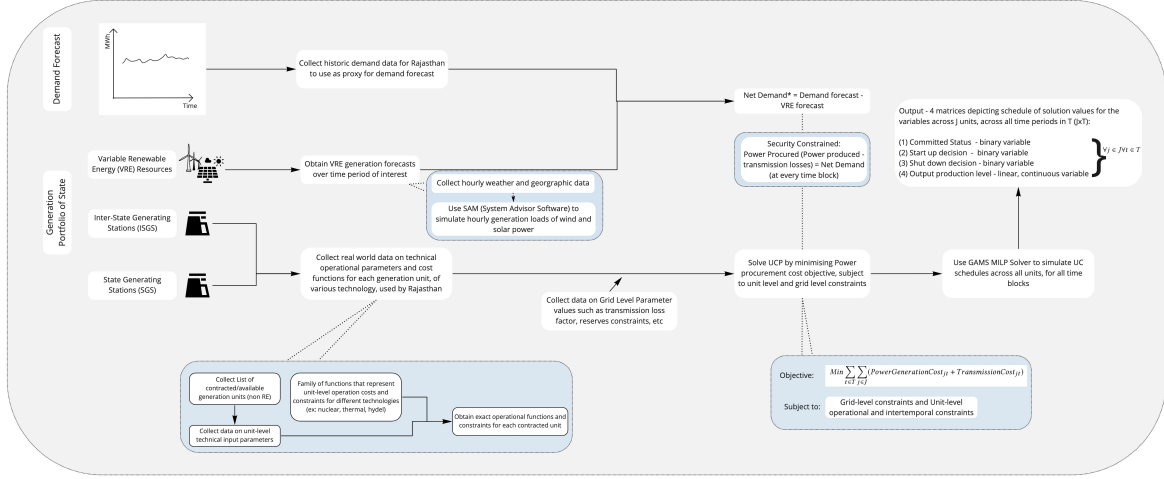 Demand Forecast
MWh
Time
Collect historic demand data for Rajasthan
to use as proxy for demand forecast
Net Demand* = Demand forecast -
VRE forecast
Output - 4 matrices depicting schedule of solution values for the
variables across J units, across all time periods in T (JxT):
(1) Committed Status - binary variable
(2) Start up decision - binary variable
(3) Shut down decision - binary variable
(4) Output production level - linear, continuous variable
∀j ∈ J∀t ∈ T
Security Constrained:
Power Procured (Power produced -
transmission losses) = Net Demand
(at every time block)
Generation
Portfolio of State
Variable Renewable
Energy (VRE) Resources
Obtain VRE generation forecasts
over time period of interest
Collect hourly weather and georgraphic data
Use SAM (System Advisor Software) to
simulate hourly generation loads of wind and
solar power
Inter-State Generating
Stations (ISGS)
State Generating
Stations (SGS)
Collect real world data on technical
operational parameters and cost
functions for each generation unit, of
various technology, used by Rajasthan
Collect data on Grid Level Parameter
values such as transmission loss
factor, reserves constraints, etc
Solve UCP by minimising Power
procurement cost objective, subject
to unit level and grid level constraints
Use GAMS MILP Solver to simulate UC
schedules across all units, for all time
blocks
Collect List of
contracted/available
generation units (non RE)
Collect data on unit-level
technical input parameters
Family of functions that represent
unit-level operation costs and
constraints for different technologies
(ex: nuclear, thermal, hydel)
Obtain exact operational functions and
constraints for each contracted unit
Objective:
Min ∑t∈T ∑j∈J (PowerGenerationCostjt + TransmissionCostjt)
Subject to:
Grid-level constraints and Unit-level
operational and intertemporal constraints